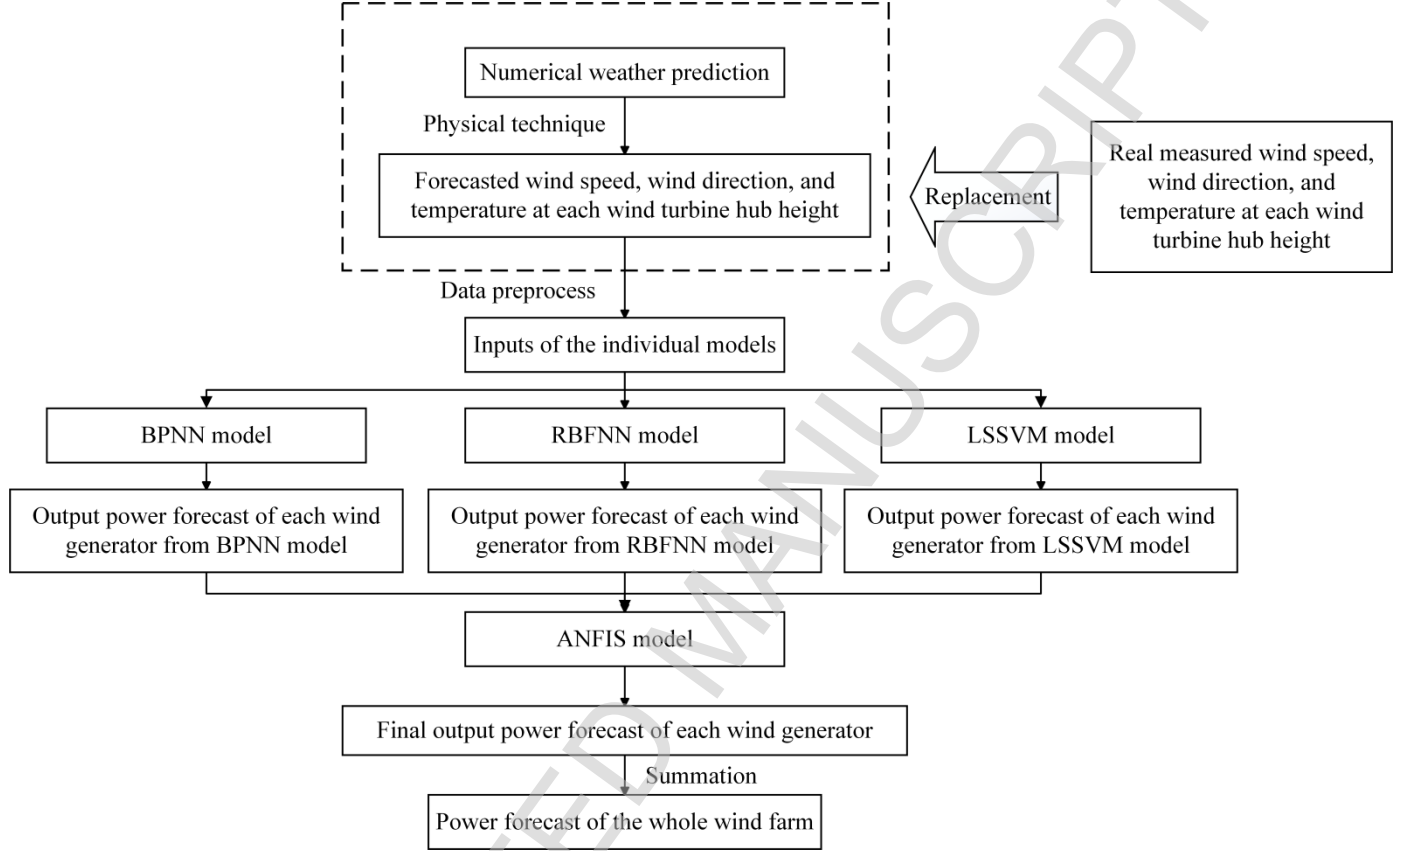 Numerical weather prediction
Physical technique
Forecasted wind speed, wind direction, and
temperature at each wind turbine hub height
Replacement
Real measured wind speed,
wind direction, and
temperature at each wind
turbine hub height
Data preprocess
Inputs of the individual models
BPNN model
RBFNN model
LSSVM model
Output power forecast of each wind
generator from BPNN model
Output power forecast of each wind
generator from RBFNN model
Output power forecast of each wind
generator from LSSVM model
ANFIS model
Final output power forecast of each wind generator
Summation
Power forecast of the whole wind farm
TED MANUSCRIPT